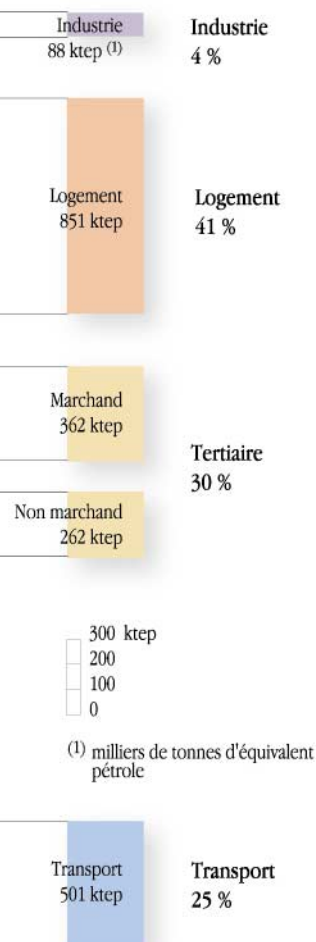 Industrie
88 ktep (1)
Industrie
4 %
Logement
851 ktep
Logement
41 %
Marchand
362 ktep
Tertiaire
30 %
Non marchand
262 ktep
300 ktep
200
100
0
(1) milliers de tonnes d'équivalent
pétrole
Transport
501 ktep
Transport
25 %